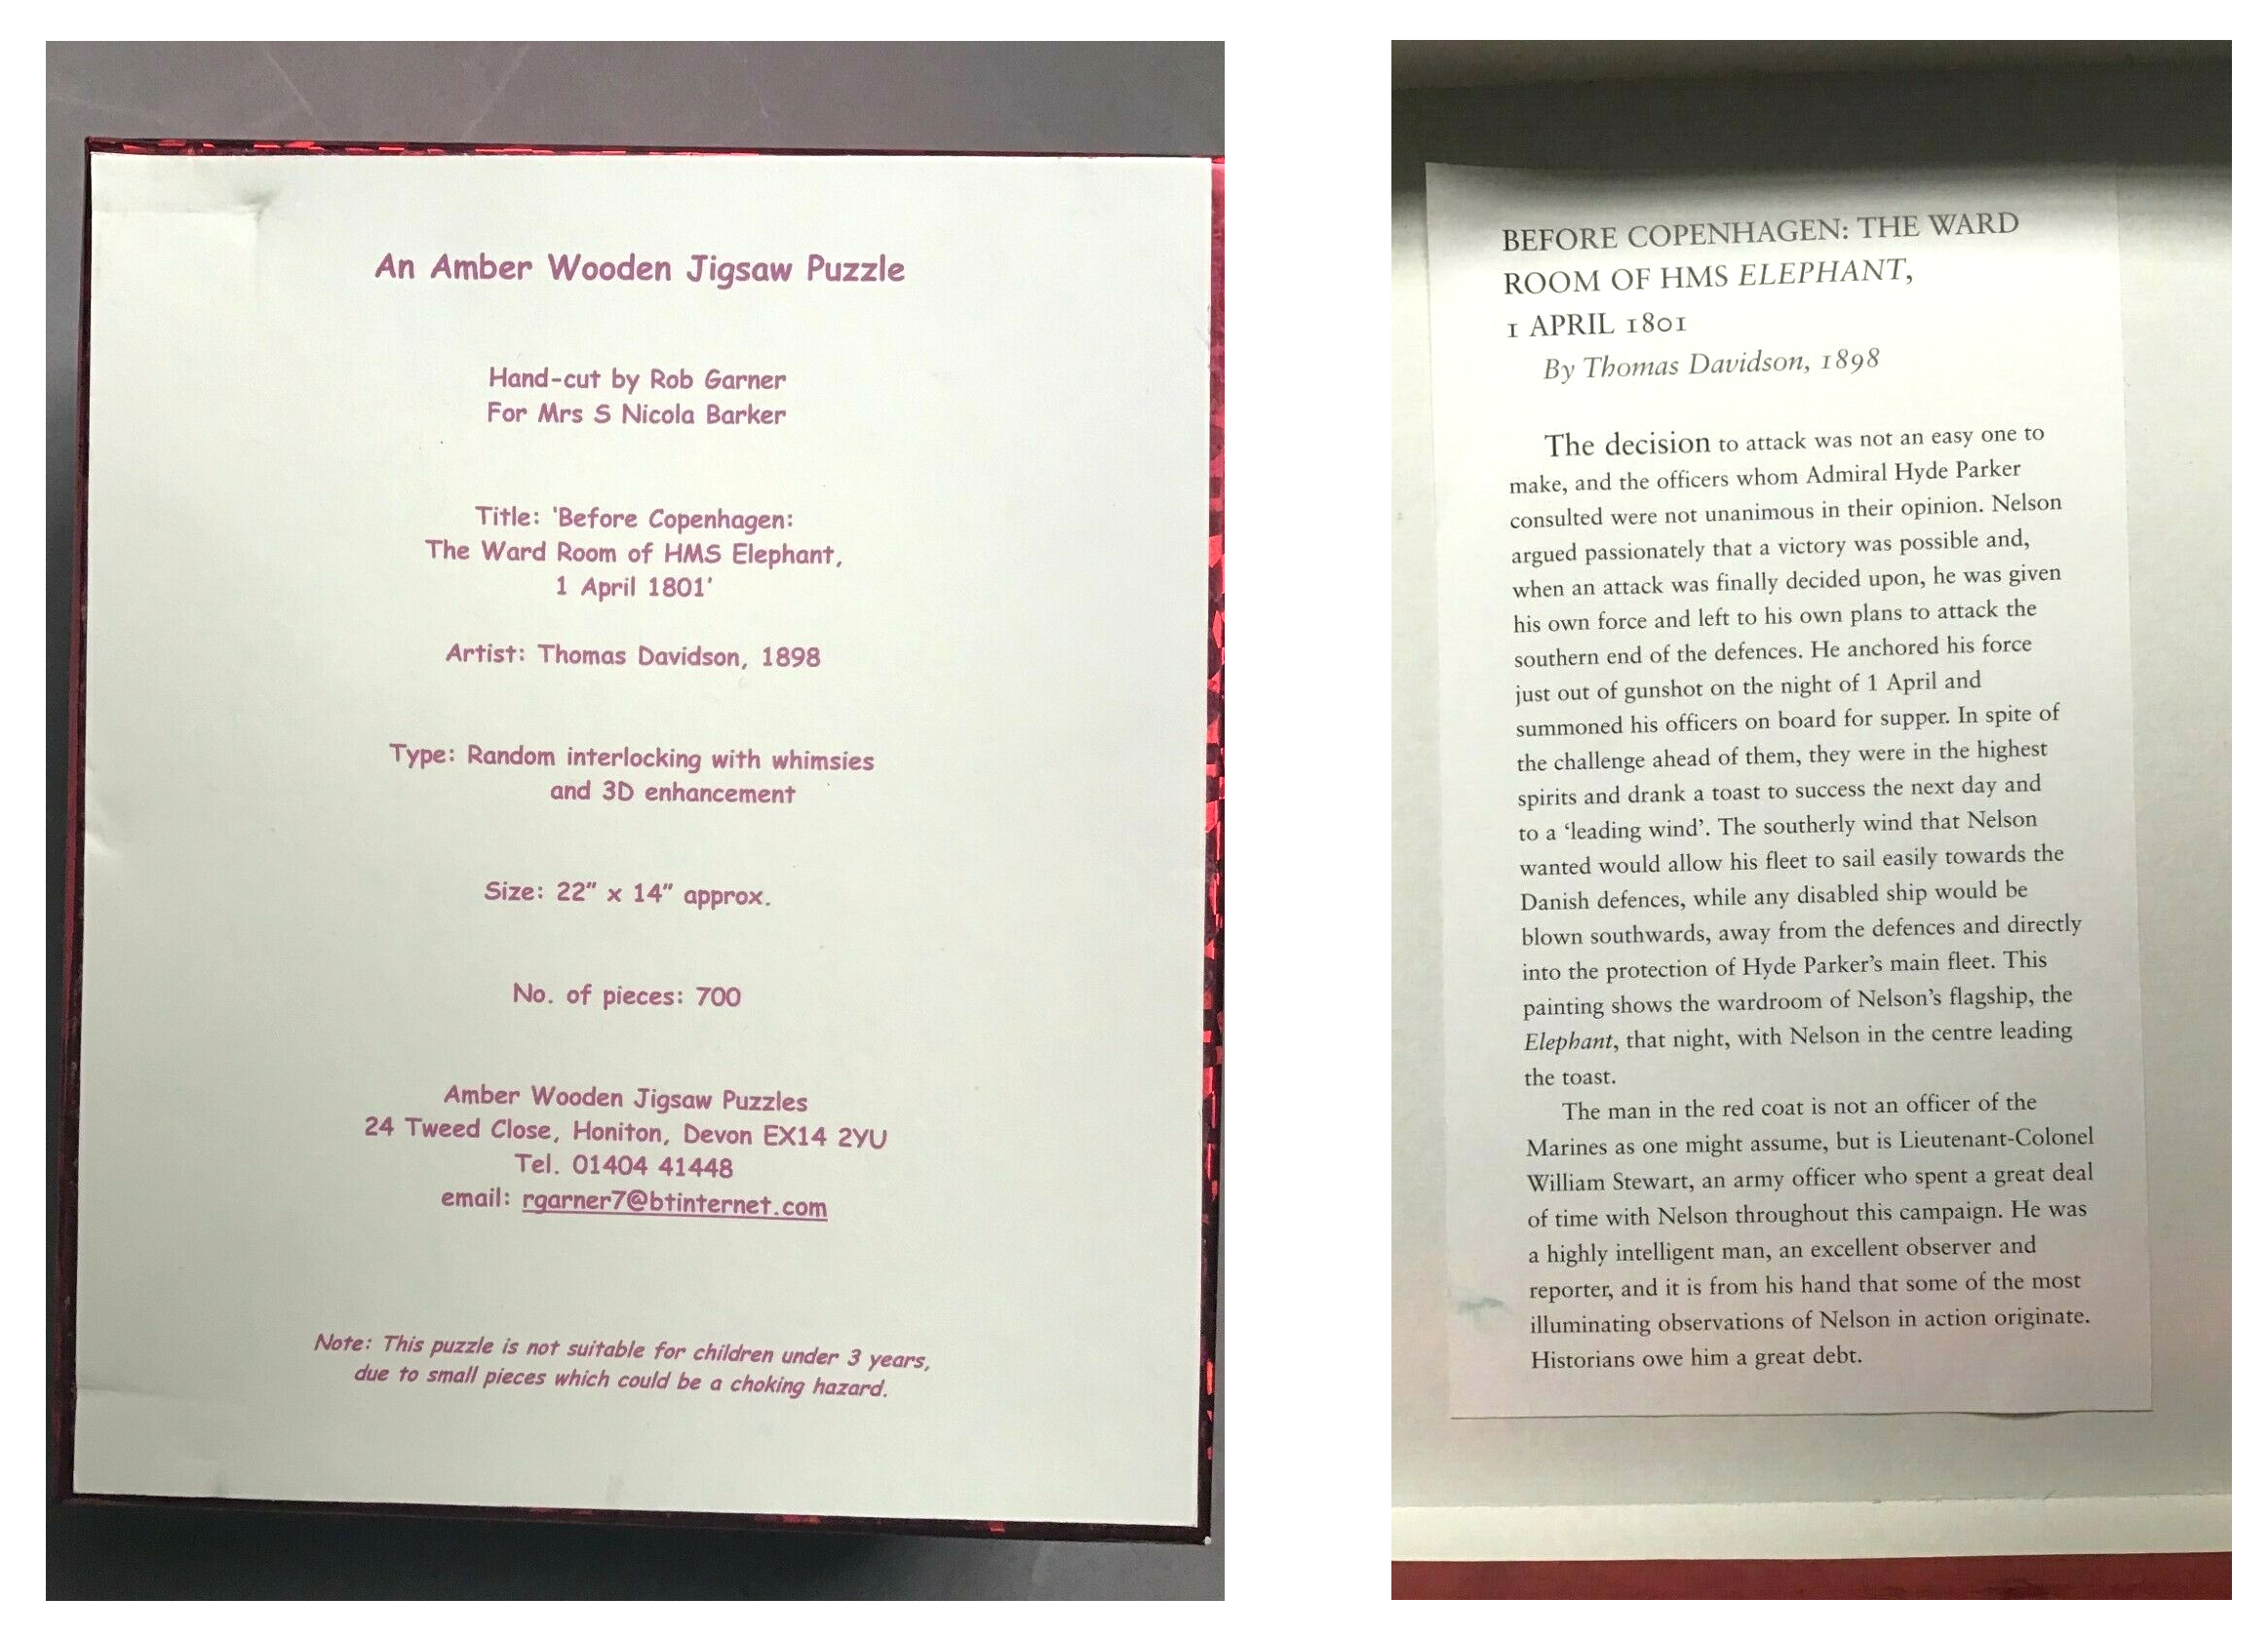 An Amber Wooden Jigsaw Puzzle
Hand-cut by Rob Garner
For Mrs S Nicola Barker
Title: 'Before Copenhagen:
The Ward Room of HMS Elephant,
1 April 1801'
Artist: Thomas Davidson, 1898
Type: Random interlocking with whimsies
and 3D enhancement
Size: 22" x 14" approx.
No. of pieces: 700
Amber Wooden Jigsaw Puzzles
24 Tweed Close, Honiton, Devon EX14 2YU
Tel. 01404 41448
email: rgarner7@btinternet.com
Note: This puzzle is not suitable for children under 3 years,
due to small pieces which could be a choking hazard.
BEFORE COPENHAGEN: THE WARD
ROOM OF HMS ELEPHANT,
1 APRIL 1801
By Thomas Davidson, 1898
The decision to attack was not an easy one to
make, and the officers whom Admiral Hyde Parker
consulted were not unanimous in their opinion. Nelson
argued passionately that a victory was possible and,
when an attack was finally decided upon, he was given
his own force and left to his own plans to attack the
southern end of the defences. He anchored his force
just out of gunshot on the night of 1 April and
summoned his officers on board for supper. In spite of
the challenge ahead of them, they were in the highest
spirits and drank a toast to success the next day and
to a 'leading wind'. The southerly wind that Nelson
wanted would allow his fleet to sail easily towards the
Danish defences, while any disabled ship would be
blown southwards, away from the defences and directly
into the protection of Hyde Parker's main fleet. This
painting shows the wardroom of Nelson's flagship, the
Elephant, that night, with Nelson in the centre leading
the toast.
The man in the red coat is not an officer of the
Marines as one might assume, but is Lieutenant-Colonel
William Stewart, an army officer who spent a great deal
of time with Nelson throughout this campaign. He was
a highly intelligent man, an excellent observer and
reporter, and it is from his hand that some of the most
illuminating observations of Nelson in action originate.
Historians owe him a great debt.